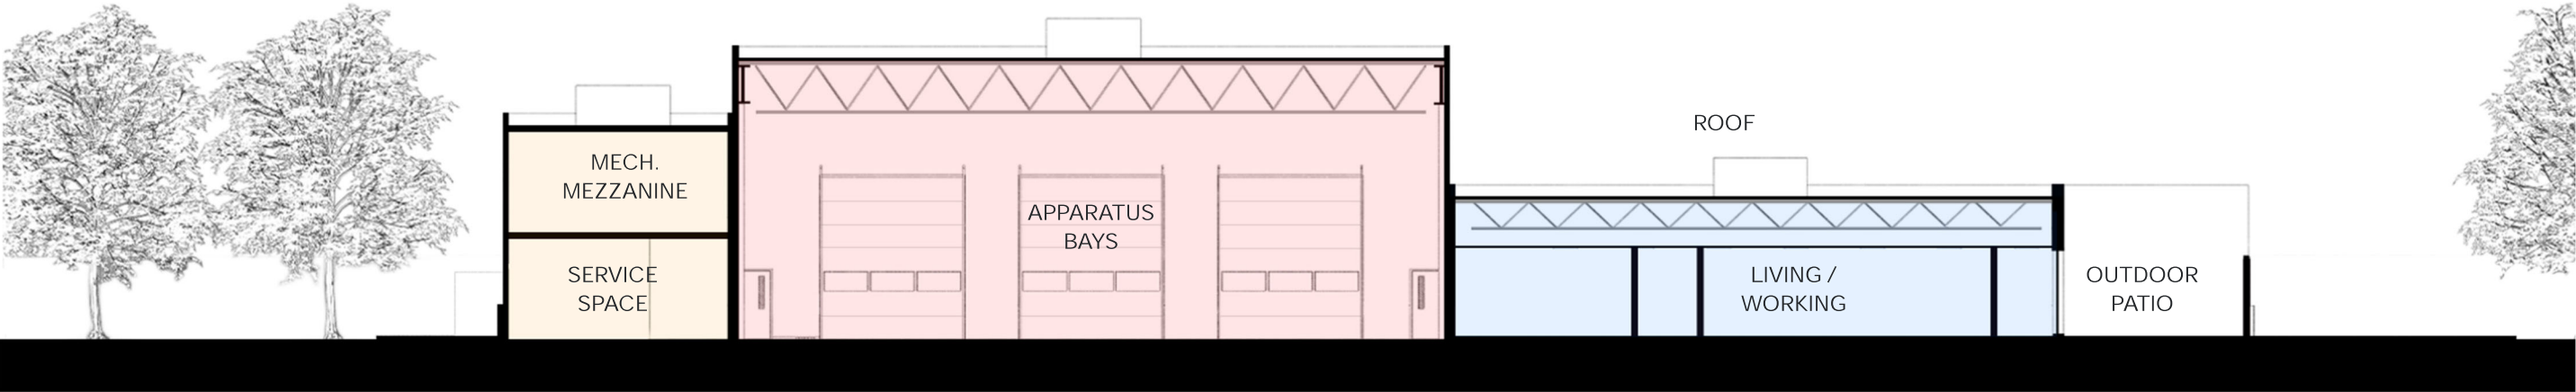 MECH.
MEZZANINE
SERVICE
SPACE
APPARATUS
BAYS
ROOF
LIVING /
WORKING
OUTDOOR
PATIO